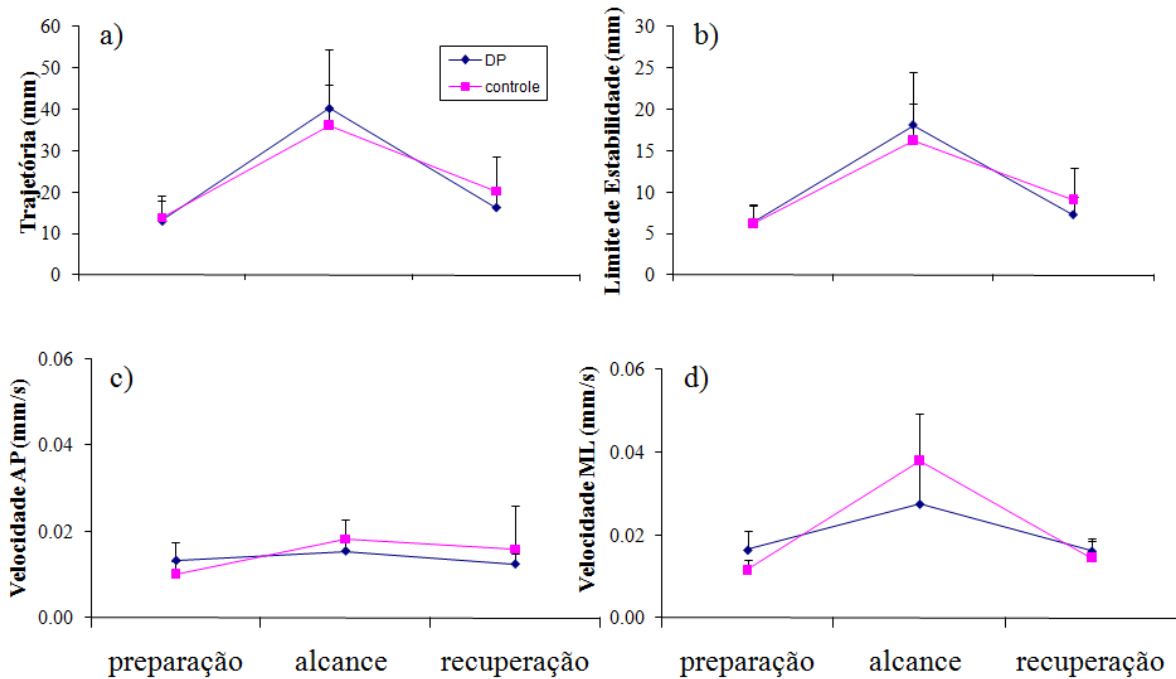 a)
Trajetória (mm)
60
50
40
30
20
10
0
DP
controle
b)
Limite de Estabilidade (mm)
30
25
20
15
10
5
0
c)
Velocidade AP (mm/s)
0.06
0.04
0.02
0.00
preparação alcance recuperação
d)
Velocidade ML (mm/s)
0.06
0.04
0.02
0.00
preparação alcance recuperação